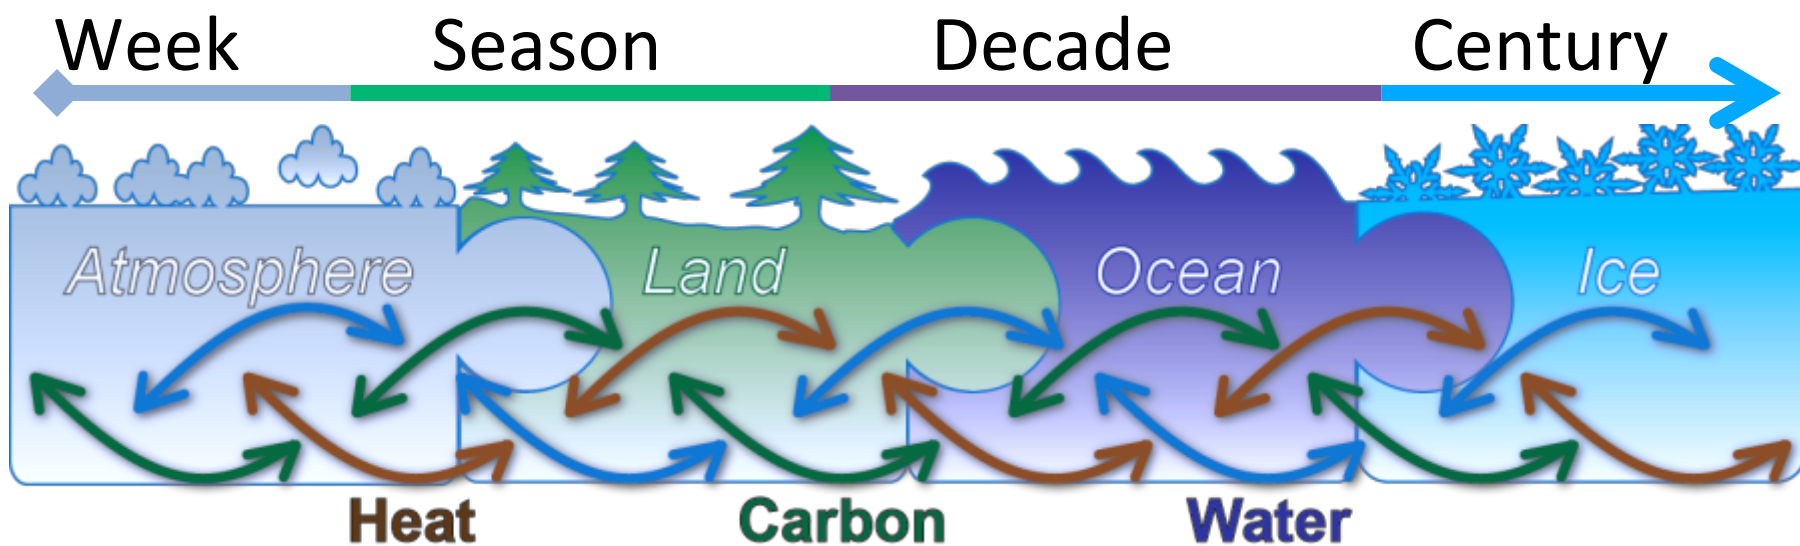 Week Season Decade Century
Atmosphere Land Ocean Ice
Heat Carbon Water